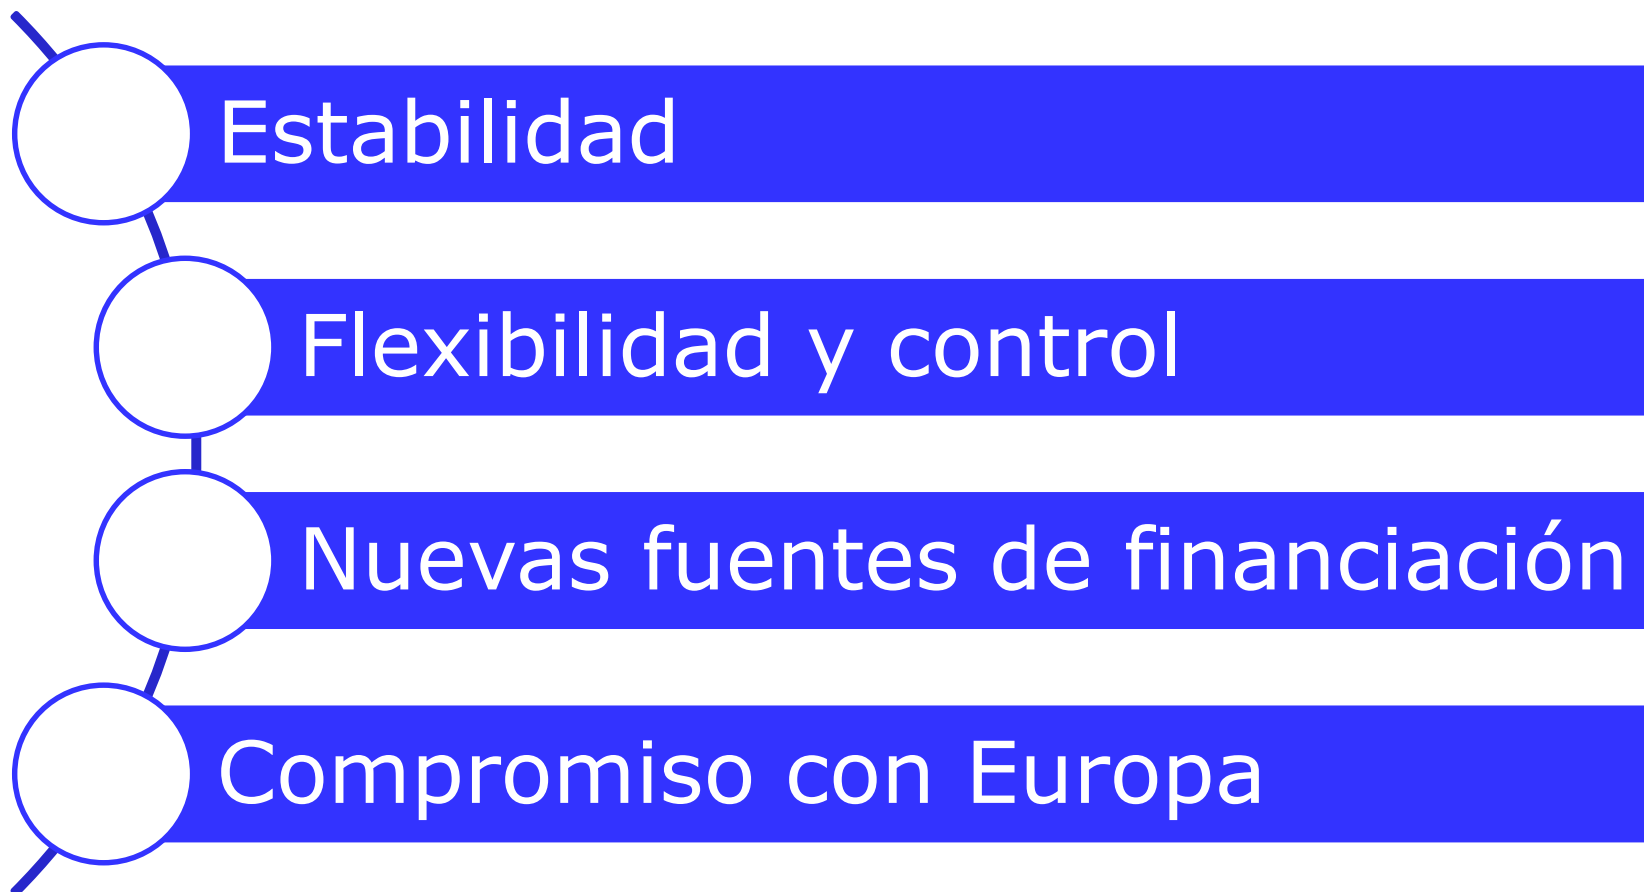 Estabilidad
Flexibilidad y control
Nuevas fuentes de financiación
Compromiso con Europa